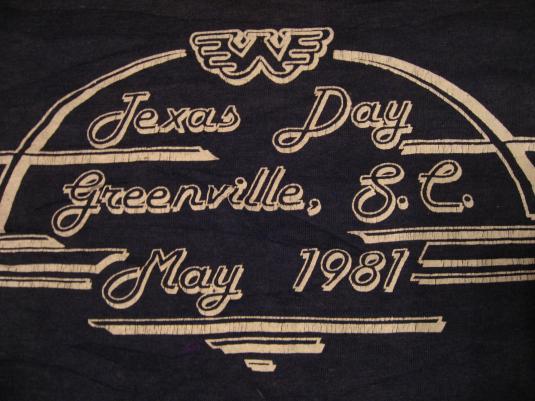 W
Texas Day
Greenville, S.C.
May 1981